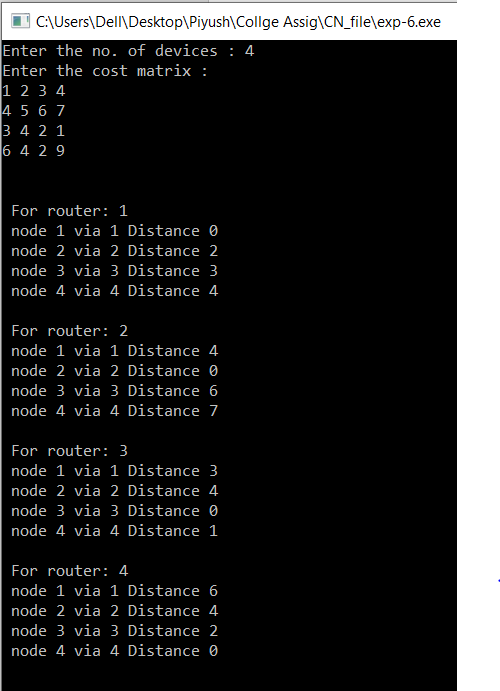 C:\Users\Dell\Desktop\Piyush\Collge Assig\CN_file\exp-6.exe
Enter the no. of devices : 4
Enter the cost matrix :
1 2 3 4
4 5 6 7
3 4 2 1
6 4 2 9
For router: 1
node 1 via 1 Distance 0
node 2 via 2 Distance 2
node 3 via 3 Distance 3
node 4 via 4 Distance 4
For router: 2
node 1 via 1 Distance 4
node 2 via 2 Distance 0
node 3 via 3 Distance 6
node 4 via 4 Distance 7
For router: 3
node 1 via 1 Distance 3
node 2 via 2 Distance 4
node 3 via 3 Distance 0
node 4 via 4 Distance 1
For router: 4
node 1 via 1 Distance 6
node 2 via 2 Distance 4
node 3 via 3 Distance 2
node 4 via 4 Distance 0